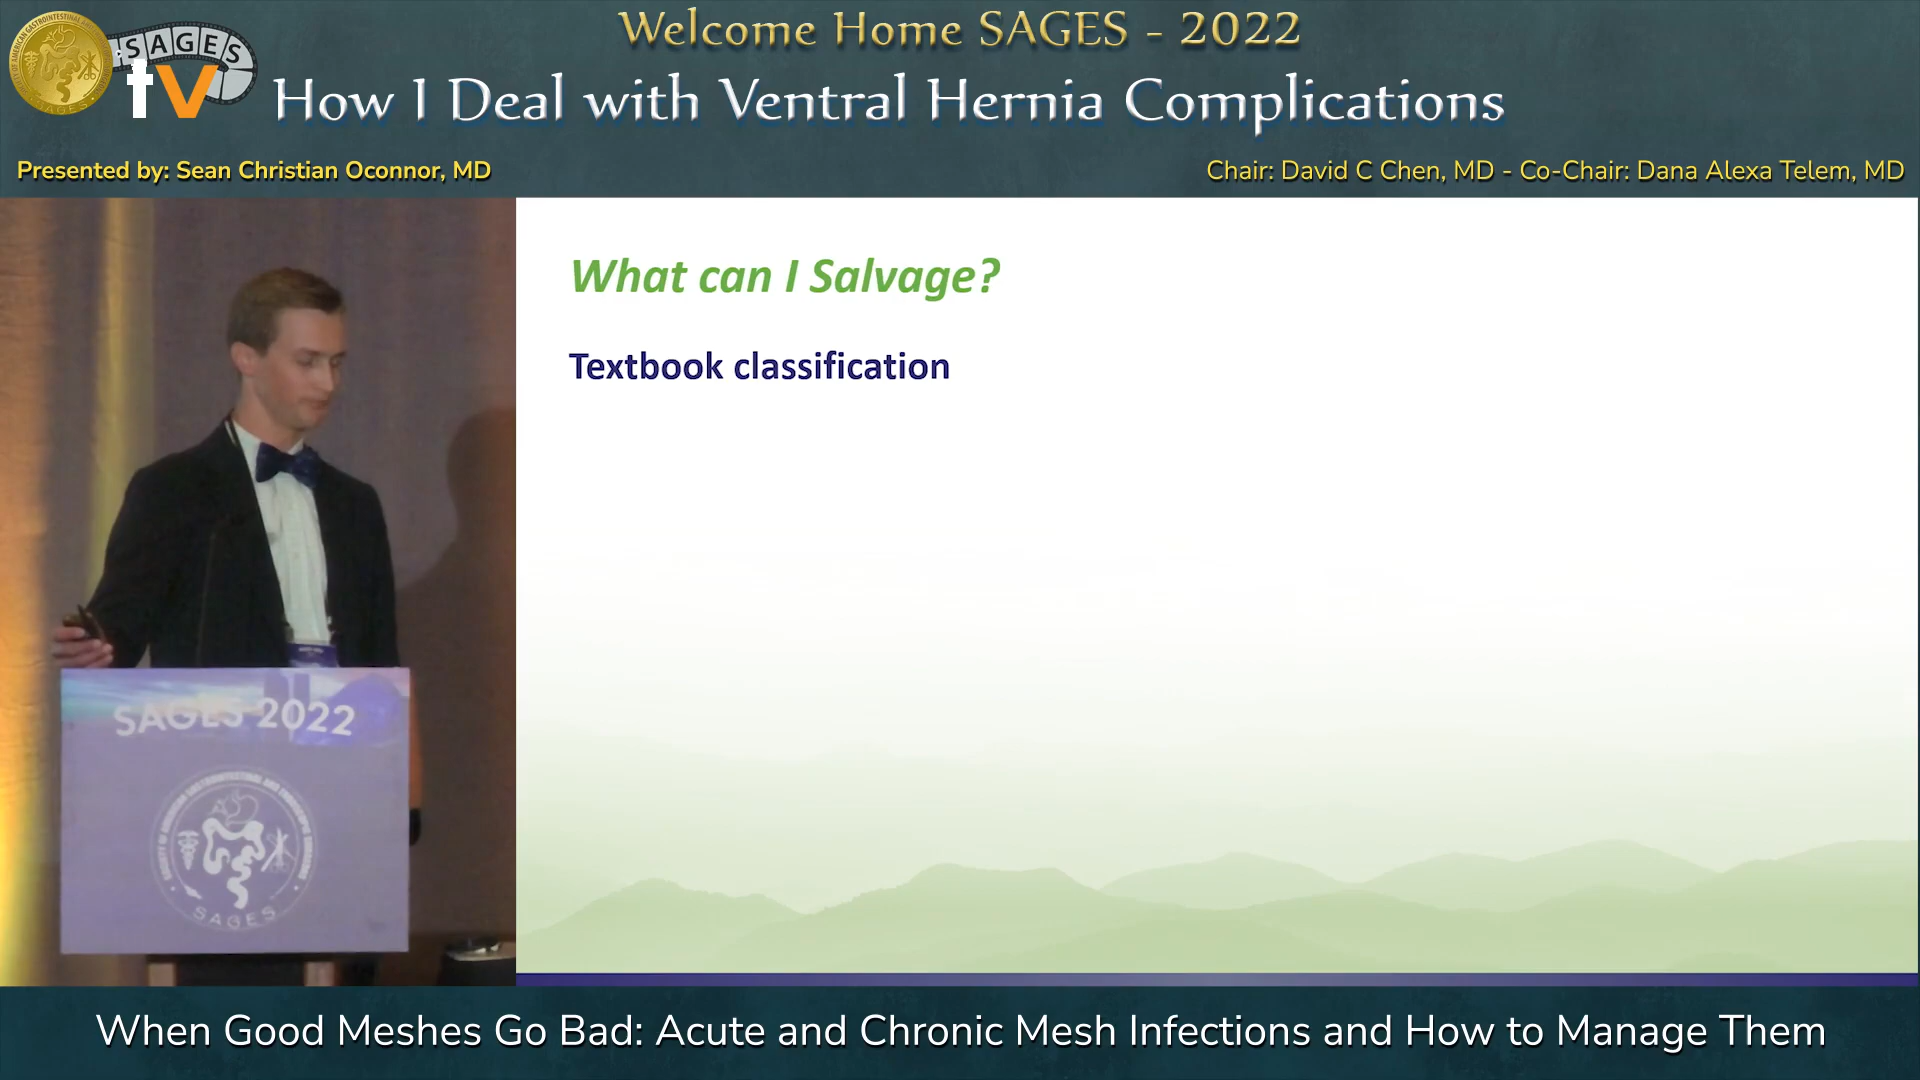 Welcome Home SAGES - 2022
SAGES
tv
How I Deal with Ventral Hernia Complications
Presented by: Sean Christian Oconnor, MD
Chair: David C Chen, MD - Co-Chair: Dana Alexa Telem, MD
What can I Salvage?
Textbook classification
SAGES 2022
SAGES
When Good Meshes Go Bad: Acute and Chronic Mesh Infections and How to Manage Them